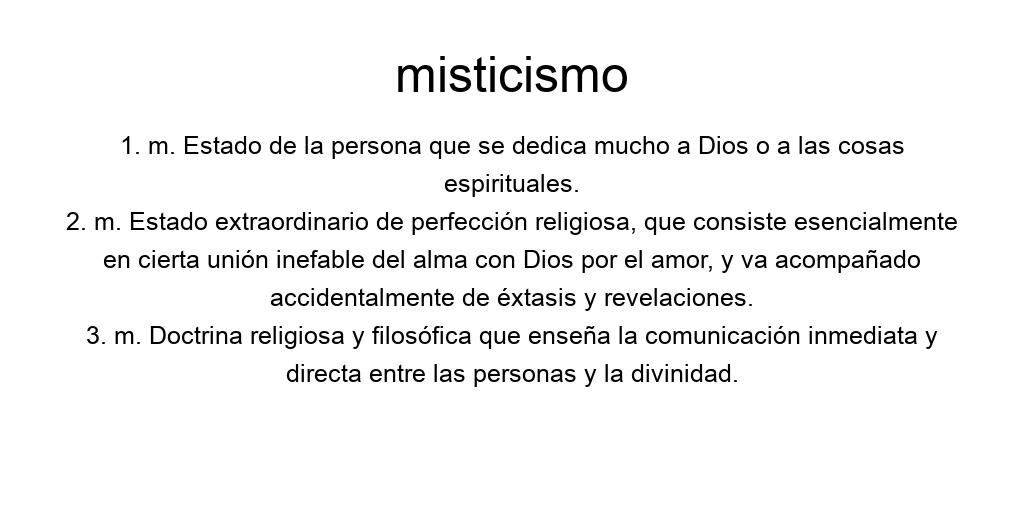 misticismo
1. m. Estado de la persona que se dedica mucho a Dios o a las cosas
espirituales.
2. m. Estado extraordinario de perfección religiosa, que consiste esencialmente
en cierta unión inefable del alma con Dios por el amor, y va acompañado
accidentalmente de éxtasis y revelaciones.
3. m. Doctrina religiosa y filosófica que enseña la comunicación inmediata y
directa entre las personas y la divinidad.